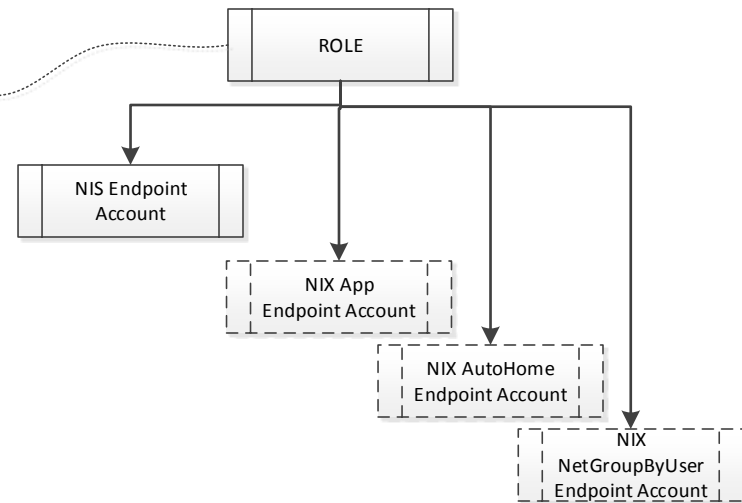 ROLE
NIS Endpoint
Account
NIX App
Endpoint Account
NIX AutoHome
Endpoint Account
NIX
NetGroupByUser
Endpoint Account